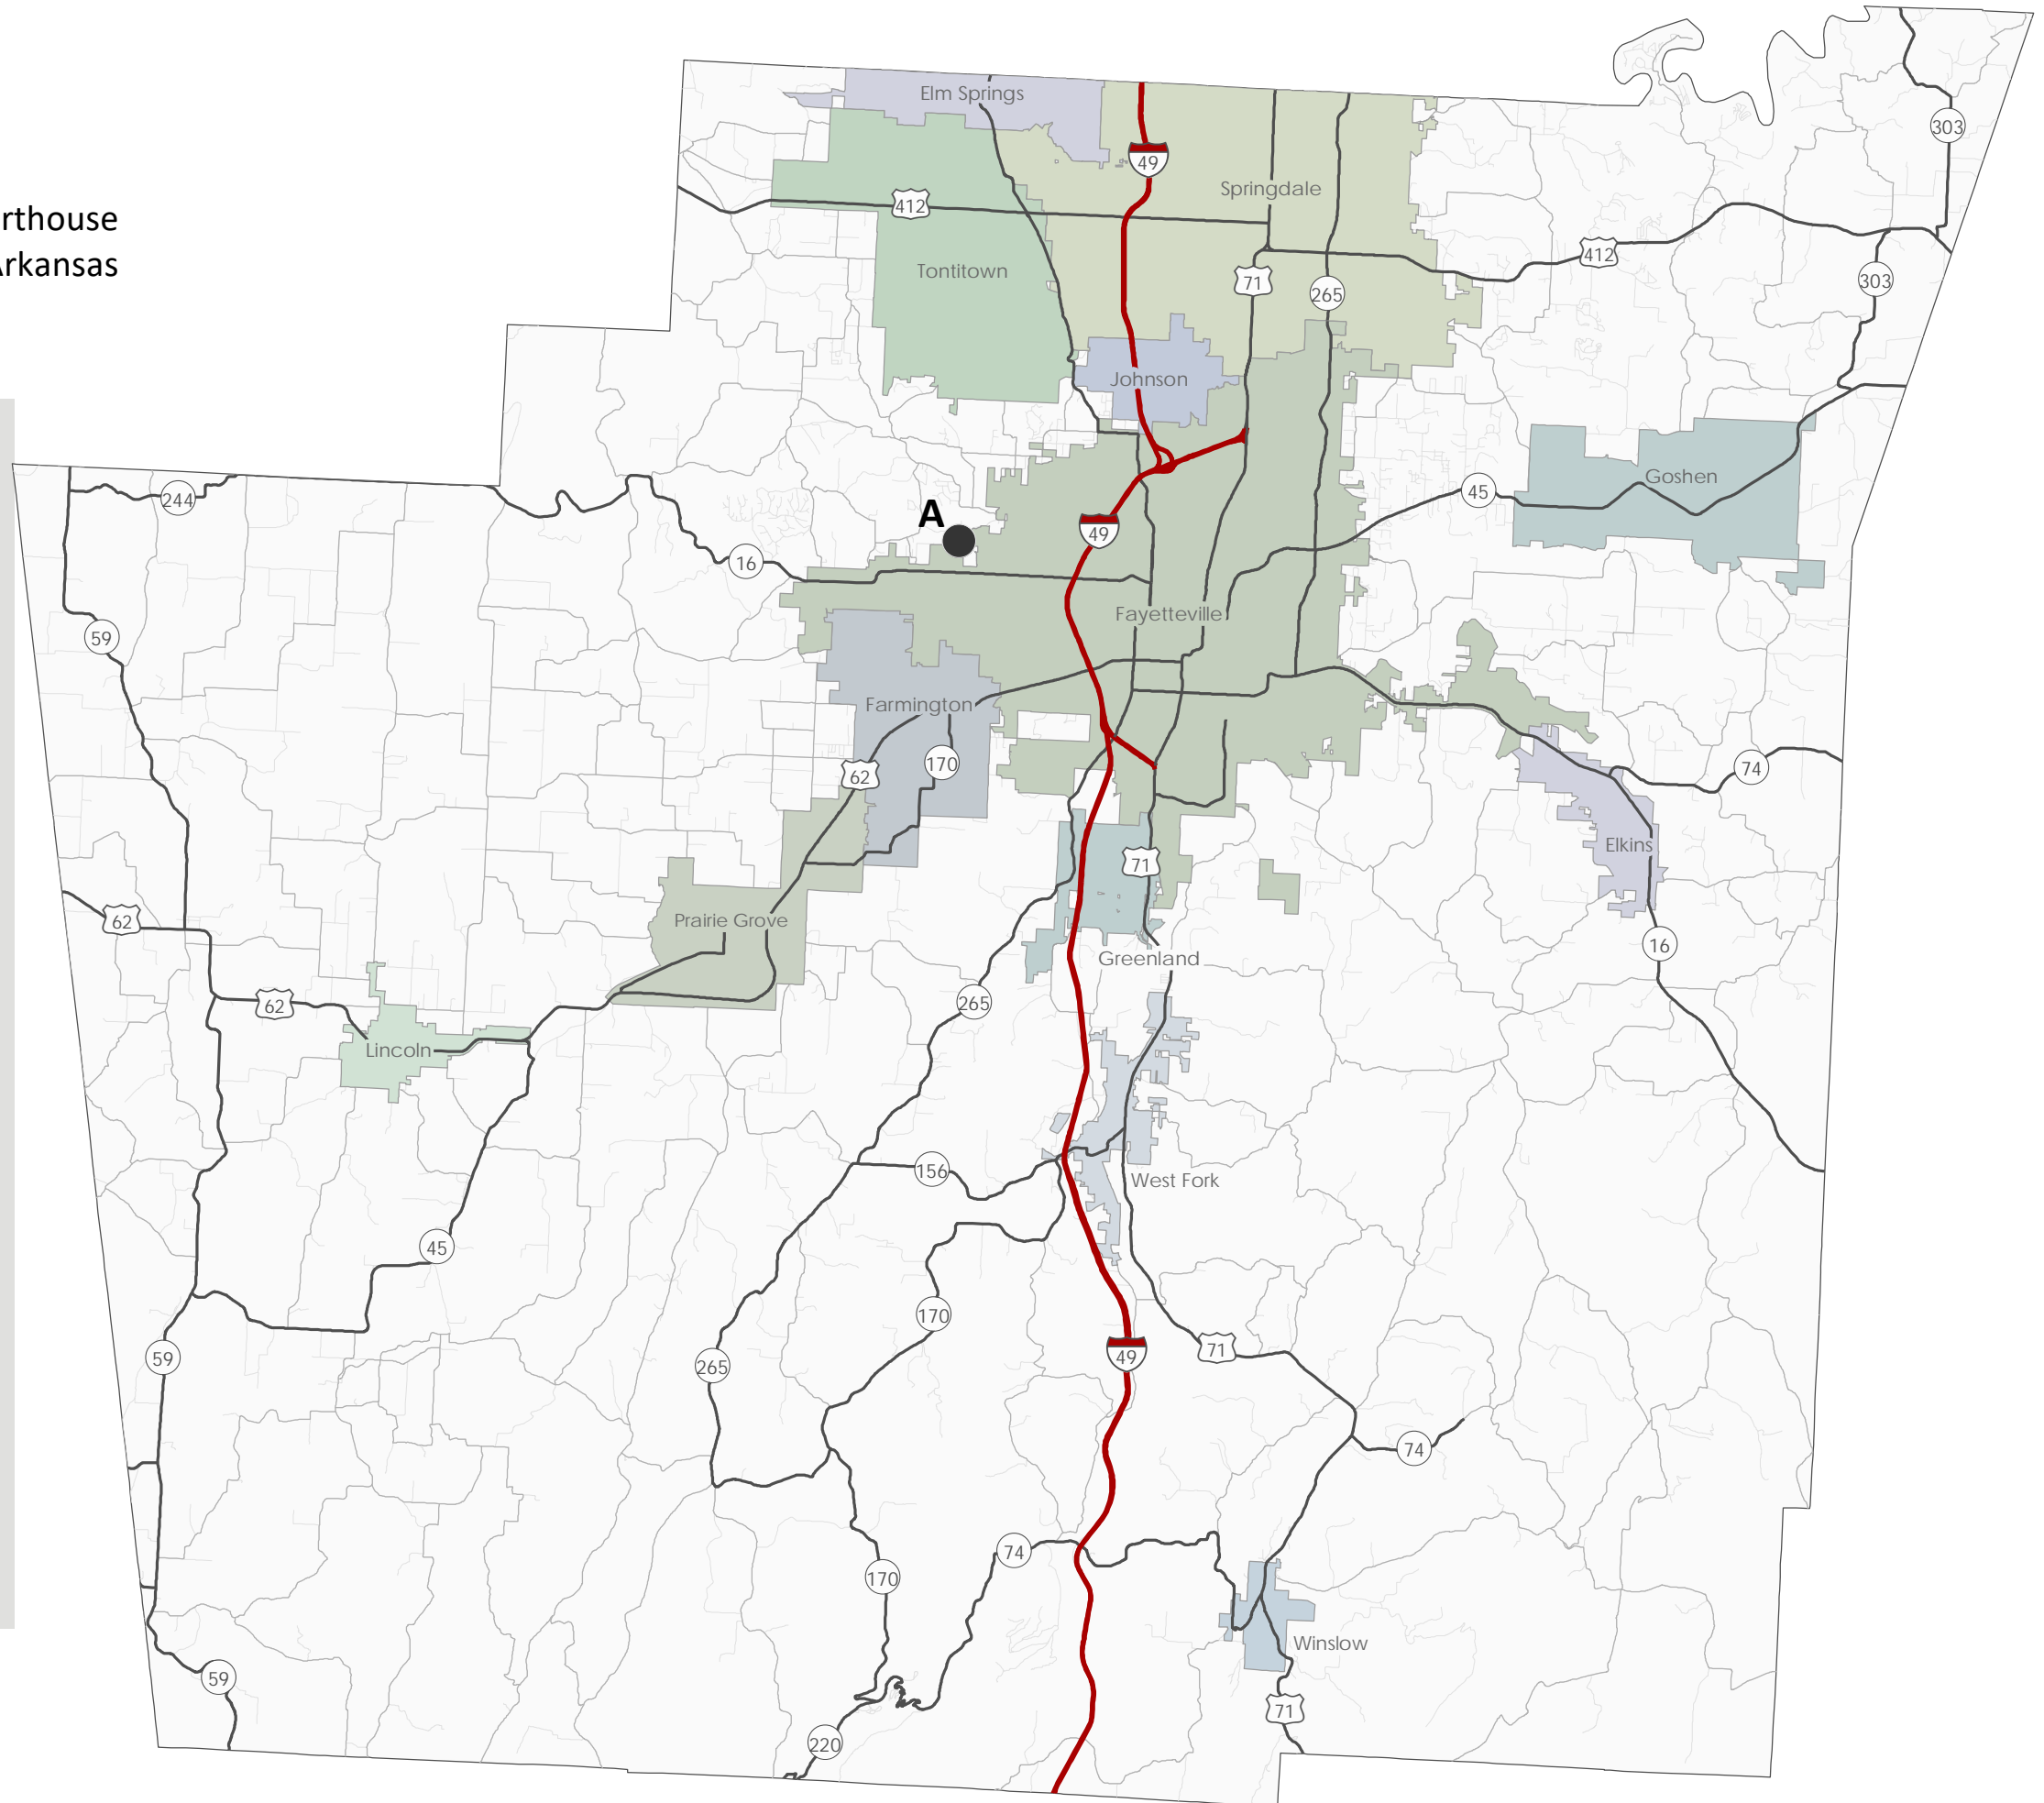 rthouse
Arkansas
Elm Springs
303
49
Springdale
412
412
Tontitown
71
265
303
Johnson
Goshen
45
244
A
49
16
Fayetteville
59
Farmington
170
62
74
71
Elkins
Prairie Grove
62
16
Greenland
62
265
Lincoln
156
West Fork
45
170
59
265
49
71
74
74
170
Winslow
59
71
220